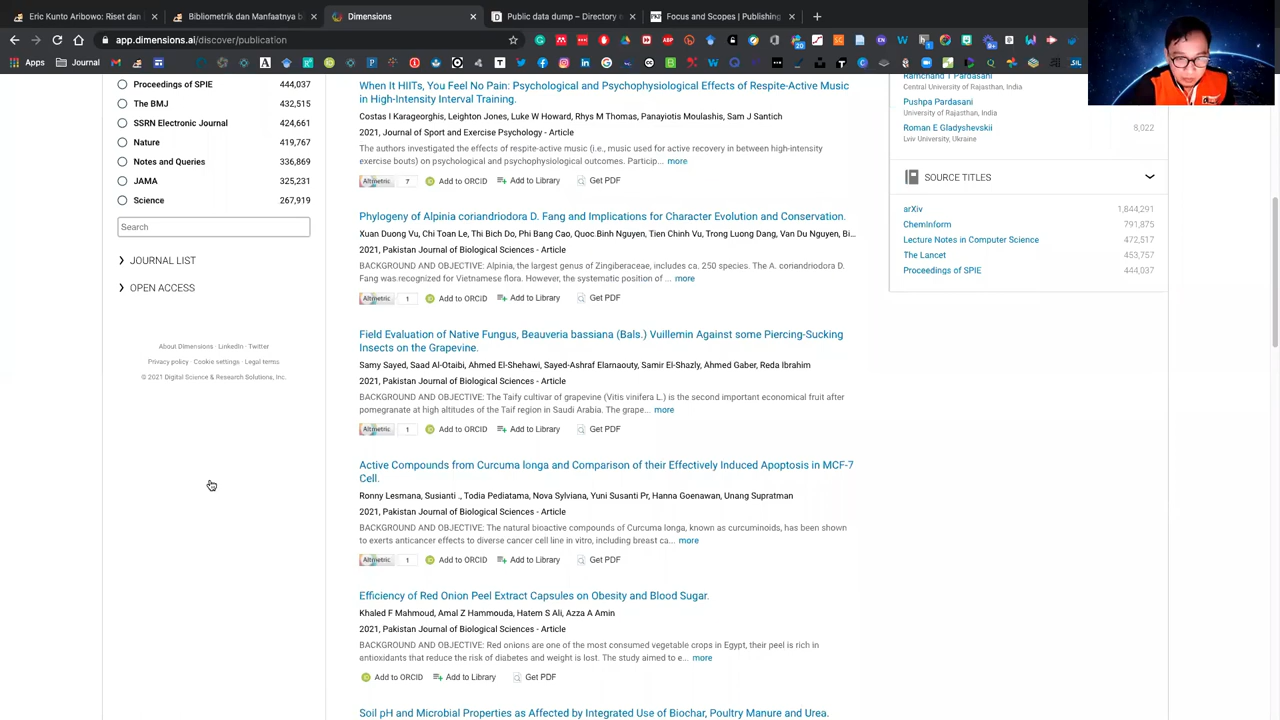 Erick Kunto Aribowo: Riset dan
Bibliometrik dan Manfaatnya b
Dimensions
Public data dump – Directory o
PKP
Focus and Scopes | Publishing
app.dimensions.ai/discover/publication
Apps
Journal
Proceedings of SPIE 444,037
The BMJ 432,515
SSRN Electronic Journal 424,661
Nature 419,767
Notes and Queries 336,869
JAMA 325,231
Science 267,919
Search
JOURNAL LIST
OPEN ACCESS
About Dimensions · LinkedIn · Twitter
Privacy policy · Cookie settings · Legal terms
© 2021 Digital Science & Research Solutions, Inc.
When It HIITs, You Feel No Pain: Psychological and Psychophysiological Effects of Respite-Active Music
in High-Intensity Interval Training.
Costas I Karageorghis, Leighton Jones, Luke W Howard, Rhys M Thomas, Panayiotis Moulashis, Sam J Santich
2021, Journal of Sport and Exercise Psychology - Article
The authors investigated the effects of respite-active music (i.e., music used for active recovery in between high-intensity
exercise bouts) on psychological and psychophysiological outcomes. Particip... more
Altmetric 7 Add to ORCID Add to Library Get PDF
Phylogeny of Alpinia coriandriodora D. Fang and Implications for Character Evolution and Conservation.
Xuan Duong Vu, Chi Toan Le, Thi Bich Do, Phi Bang Cao, Quoc Binh Nguyen, Tien Chinh Vu, Trong Luong Dang, Van Du Nguyen, Bi...
2021, Pakistan Journal of Biological Sciences - Article
BACKGROUND AND OBJECTIVE: Alpinia, the largest genus of Zingiberaceae, includes ca. 250 species. The A. coriandriodora D.
Fang was recognized for Vietnamese flora. However, the systematic position of ... more
Altmetric 1 Add to ORCID Add to Library Get PDF
Field Evaluation of Native Fungus, Beauveria bassiana (Bals.) Vuillemin Against some Piercing-Sucking
Insects on the Grapevine.
Samy Sayed, Saad Al-Otaibi, Ahmed El-Shehawi, Sayed-Ashraf Elarnaouty, Samir El-Shazly, Ahmed Gaber, Reda Ibrahim
2021, Pakistan Journal of Biological Sciences - Article
BACKGROUND AND OBJECTIVE: The Taify cultivar of grapevine (Vitis vinifera L.) is the second important economical fruit after
pomegranate at high altitudes of the Taif region in Saudi Arabia. The grape... more
Altmetric 1 Add to ORCID Add to Library Get PDF
Active Compounds from Curcuma longa and Comparison of their Effectively Induced Apoptosis in MCF-7
Cell.
Ronny Lesmana, Susianti ., Todia Pediatama, Nova Sylviana, Yuni Susanti Pr, Hanna Goenawan, Unang Supratman
2021, Pakistan Journal of Biological Sciences - Article
BACKGROUND AND OBJECTIVE: The natural bioactive compounds of Curcuma longa, known as curcuminoids, has been shown
to exerts anticancer effects to diverse cancer cell line in vitro, including breast ca... more
Altmetric 1 Add to ORCID Add to Library Get PDF
Efficiency of Red Onion Peel Extract Capsules on Obesity and Blood Sugar.
Khaled F Mahmoud, Amal Z Hammouda, Hatem S Ali, Azza A Amin
2021, Pakistan Journal of Biological Sciences - Article
BACKGROUND AND OBJECTIVE: Red onions are one of the most consumed vegetable crops in Egypt, their peel is rich in
antioxidants that reduce the risk of diabetes and weight is lost. The study aimed to e... more
Add to ORCID Add to Library Get PDF
Soil pH and Microbial Properties as Affected by Integrated Use of Biochar, Poultry Manure and Urea.
Ramchand T Pardasani
Central University of Rajasthan, India
Pushpa Pardasani
University of Rajasthan, India
Roman E Gladyshevskii 8,022
Lviv University, Ukraine
SOURCE TITLES
arXiv 1,844,291
ChemInform 791,875
Lecture Notes in Computer Science 472,517
The Lancet 453,757
Proceedings of SPIE 444,037